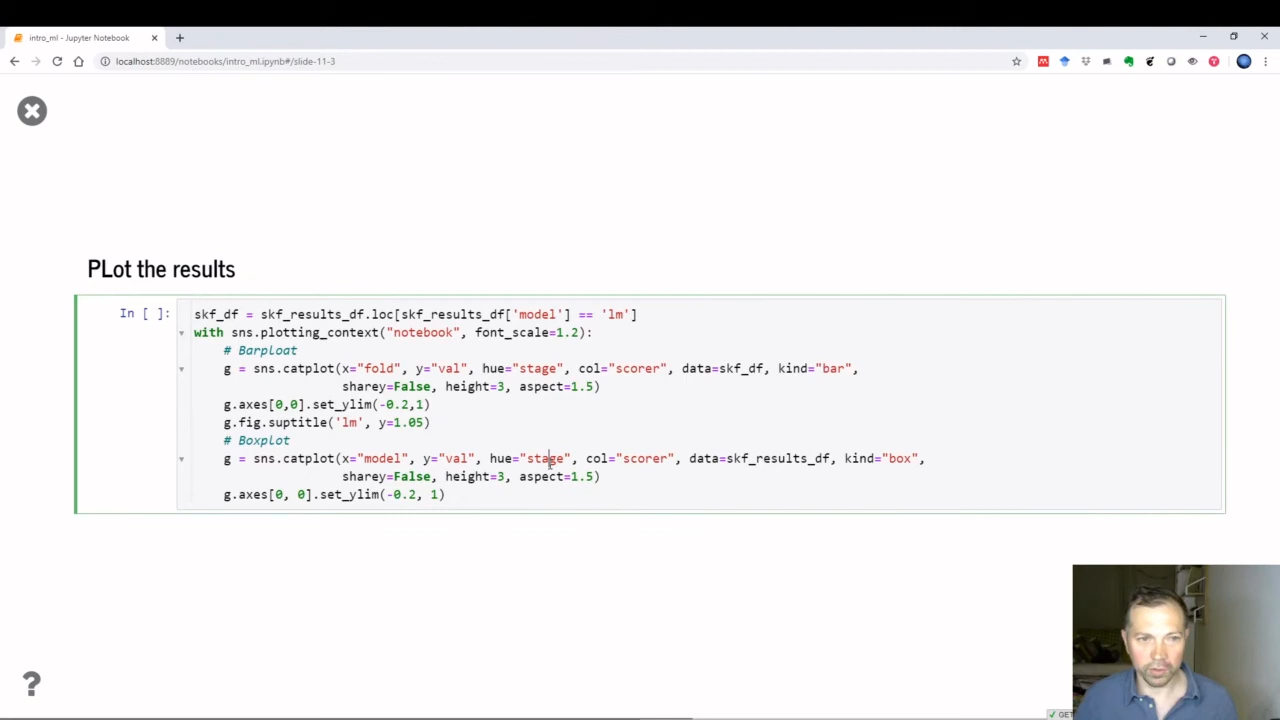 intro_ml - Jupyter Notebook
localhost:8889/notebooks/intro_ml.ipynb#/slide-11-3
PLot the results
In [ ]:
skf_df = skf_results_df.loc[skf_results_df['model'] == 'lm']
with sns.plotting_context("notebook", font_scale=1.2):
# Barploat
g = sns.catplot(x="fold", y="val", hue="stage", col="scorer", data=skf_df, kind="bar",
sharey=False, height=3, aspect=1.5)
g.axes[0,0].set_ylim(-0.2,1)
g.fig.suptitle('lm', y=1.05)
# Boxplot
g = sns.catplot(x="model", y="val", hue="stage", col="scorer", data=skf_results_df, kind="box",
sharey=False, height=3, aspect=1.5)
g.axes[0, 0].set_ylim(-0.2, 1)
?
GET